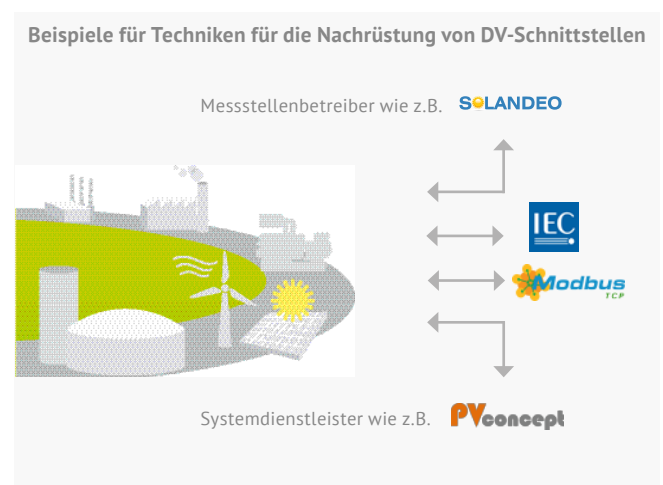 Beispiele für Techniken für die Nachrüstung von DV-Schnittstellen
Messstellenbetreiber wie z.B. SOLANDEO
IEC
Modbus
TCP
Systemdienstleister wie z.B. PVconcept